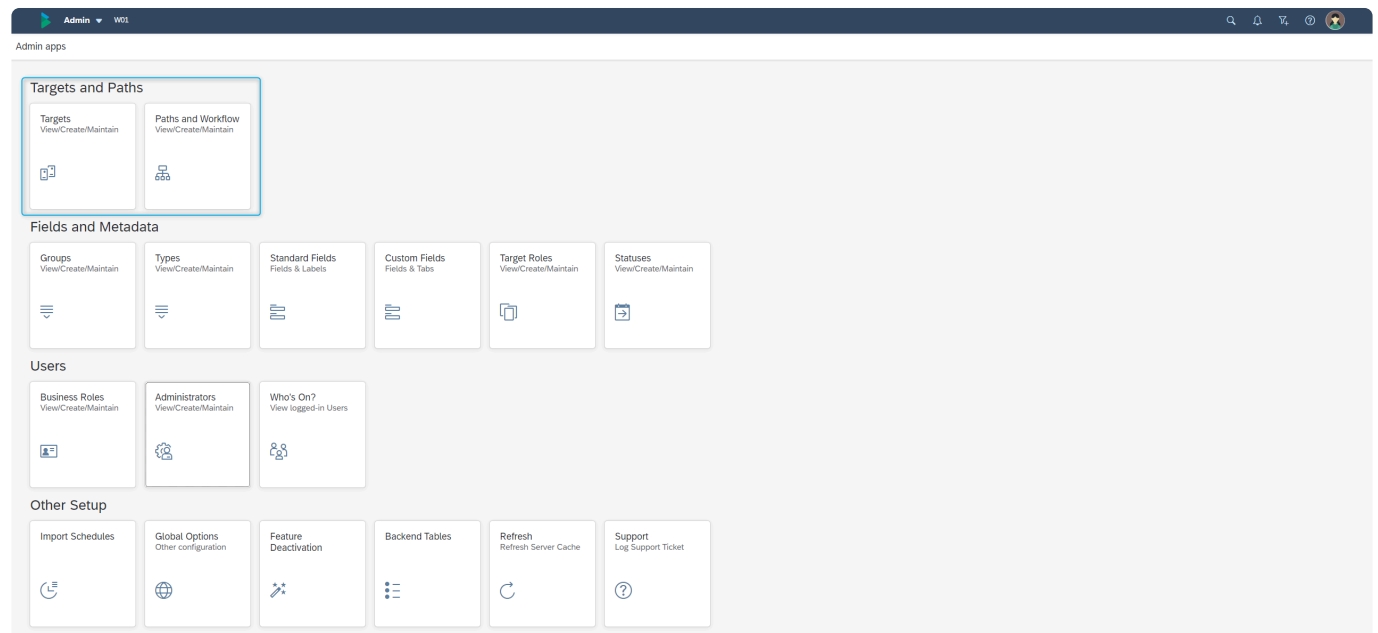 Admin W01
Admin apps
Targets and Paths
Targets
View/Create/Maintain
Paths and Workflow
View/Create/Maintain
Fields and Metadata
Groups
View/Create/Maintain
Types
View/Create/Maintain
Standard Fields
Fields & Labels
Custom Fields
Fields & Tabs
Target Roles
View/Create/Maintain
Statuses
View/Create/Maintain
Users
Business Roles
View/Create/Maintain
Administrators
View/Create/Maintain
Who's On?
View logged-in Users
Other Setup
Import Schedules
Global Options
Other configuration
Feature
Deactivation
Backend Tables
Refresh
Refresh Server Cache
Support
Log Support Ticket